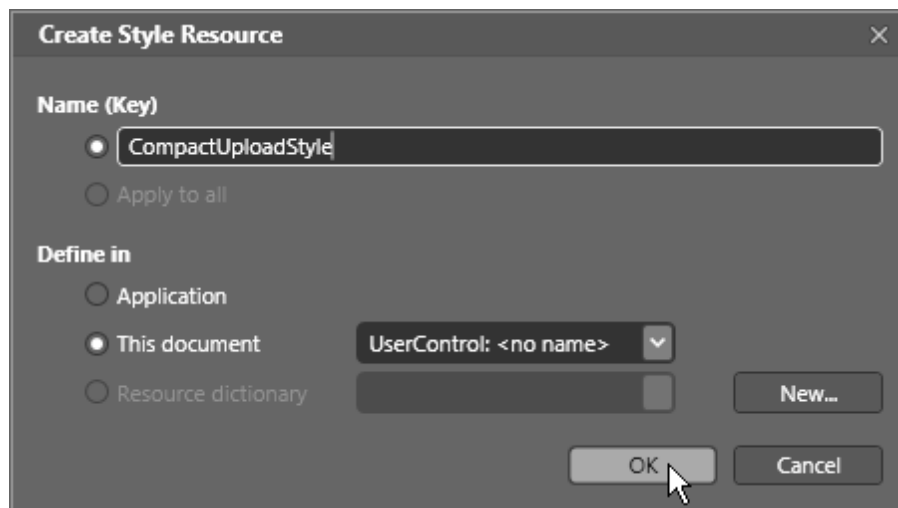 Create Style Resource
Name (Key)
CompactUploadStyle
Apply to all
Define in
Application
This document UserControl: <no name>
Resource dictionary New...
OK Cancel